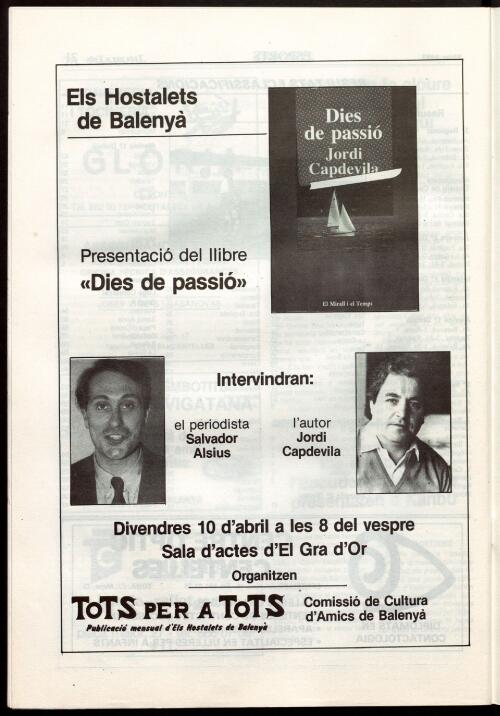 Els Hostalets
de Balenyà
Dies
de passió
Jordi
Capdevila
Presentació del llibre
«Dies de passió»
El Mirall i el Temps
Intervindran:
el periodista
Salvador
Alsius
l'autor
Jordi
Capdevila
Divendres 10 d'abril a les 8 del vespre
Sala d'actes d'El Gra d'Or
Organitzen
TOTS PER A TOTS
Publicació mensual d'Els Hostalets de Balenyà
Comissió de Cultura
d'Amics de Balenyà